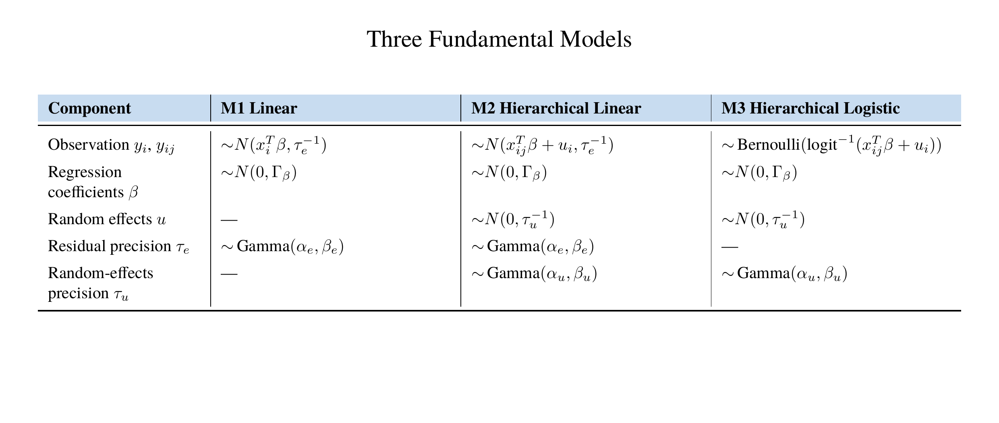 Three Fundamental Models
Component M1 Linear M2 Hierarchical Linear M3 Hierarchical Logistic
Observation $y_i$, $y_{ij}$ $\sim N(x_i^T \beta, \tau_e^{-1})$ $\sim N(x_{ij}^T \beta + u_i, \tau_e^{-1})$ $\sim \text{Bernoulli}(\text{logit}^{-1}(x_{ij}^T \beta + u_i))$
Regression $\sim N(0, \Gamma_\beta)$ $\sim N(0, \Gamma_\beta)$ $\sim N(0, \Gamma_\beta)$
coefficients $\beta$
Random effects $u$ — $\sim N(0, \tau_u^{-1})$ $\sim N(0, \tau_u^{-1})$
Residual precision $\tau_e$ $\sim \text{Gamma}(\alpha_e, \beta_e)$ $\sim \text{Gamma}(\alpha_e, \beta_e)$ —
Random-effects — $\sim \text{Gamma}(\alpha_u, \beta_u)$ $\sim \text{Gamma}(\alpha_u, \beta_u)$
precision $\tau_u$